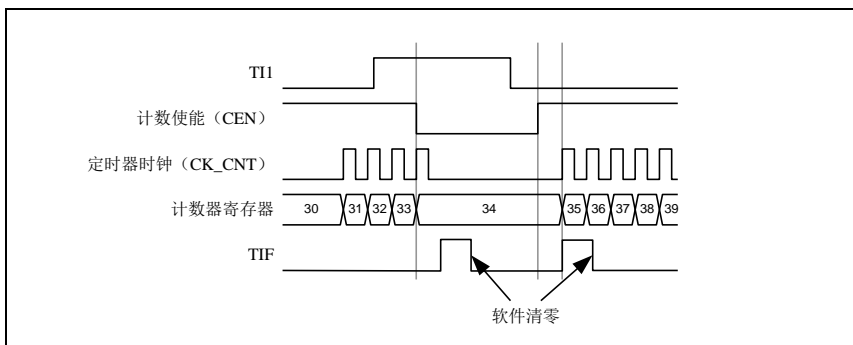 TI1
计数使能（CEN）
定时器时钟（CK_CNT）
计数器寄存器 30 31 32 33 34 35 36 37 38 39
TIF
软件清零